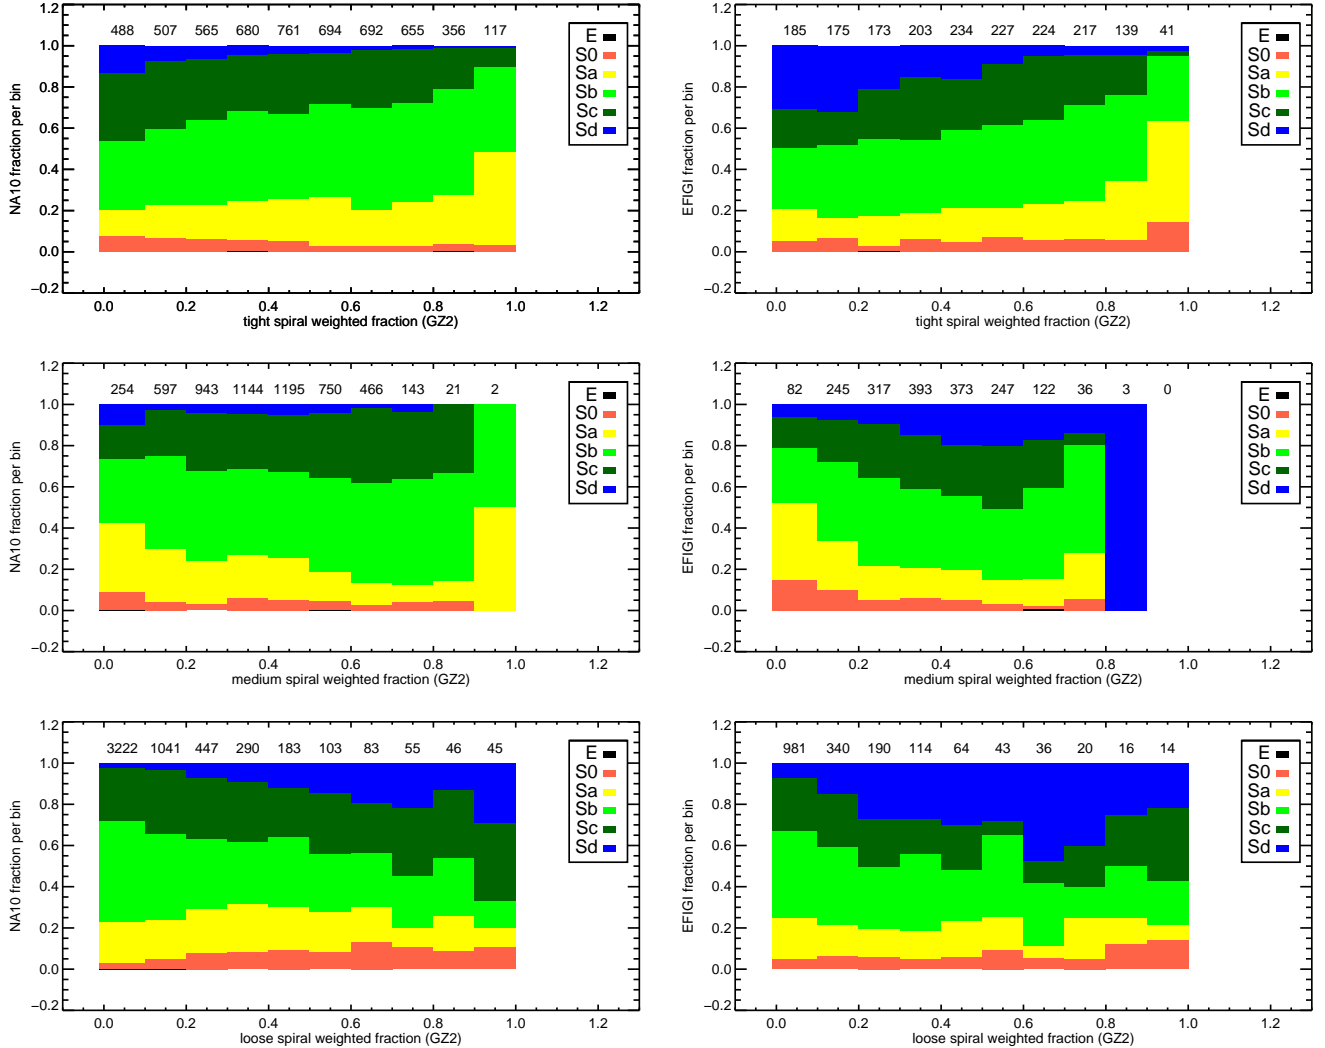 488 507 565 680 761 694 692 655 356 117
E
S0
Sa
Sb
Sc
Sd
1.2
1.0
0.8
0.6
0.4
0.2
0.0
−0.2
NA10 fraction per bin
0.0 0.2 0.4 0.6 0.8 1.0 1.2
tight spiral weighted fraction (GZ2)
185 175 173 203 234 227 224 217 139 41
E
S0
Sa
Sb
Sc
Sd
1.2
1.0
0.8
0.6
0.4
0.2
0.0
−0.2
EFIGI fraction per bin
0.0 0.2 0.4 0.6 0.8 1.0 1.2
tight spiral weighted fraction (GZ2)
254 597 943 1144 1195 750 466 143 21 2
E
S0
Sa
Sb
Sc
Sd
1.2
1.0
0.8
0.6
0.4
0.2
0.0
−0.2
NA10 fraction per bin
0.0 0.2 0.4 0.6 0.8 1.0 1.2
medium spiral weighted fraction (GZ2)
82 245 317 393 373 247 122 36 3 0
E
S0
Sa
Sb
Sc
Sd
1.2
1.0
0.8
0.6
0.4
0.2
0.0
−0.2
EFIGI fraction per bin
0.0 0.2 0.4 0.6 0.8 1.0 1.2
medium spiral weighted fraction (GZ2)
3222 1041 447 290 183 103 83 55 46 45
E
S0
Sa
Sb
Sc
Sd
1.2
1.0
0.8
0.6
0.4
0.2
0.0
−0.2
NA10 fraction per bin
0.0 0.2 0.4 0.6 0.8 1.0 1.2
loose spiral weighted fraction (GZ2)
981 340 190 114 64 43 36 20 16 14
E
S0
Sa
Sb
Sc
Sd
1.2
1.0
0.8
0.6
0.4
0.2
0.0
−0.2
EFIGI fraction per bin
0.0 0.2 0.4 0.6 0.8 1.0 1.2
loose spiral weighted fraction (GZ2)